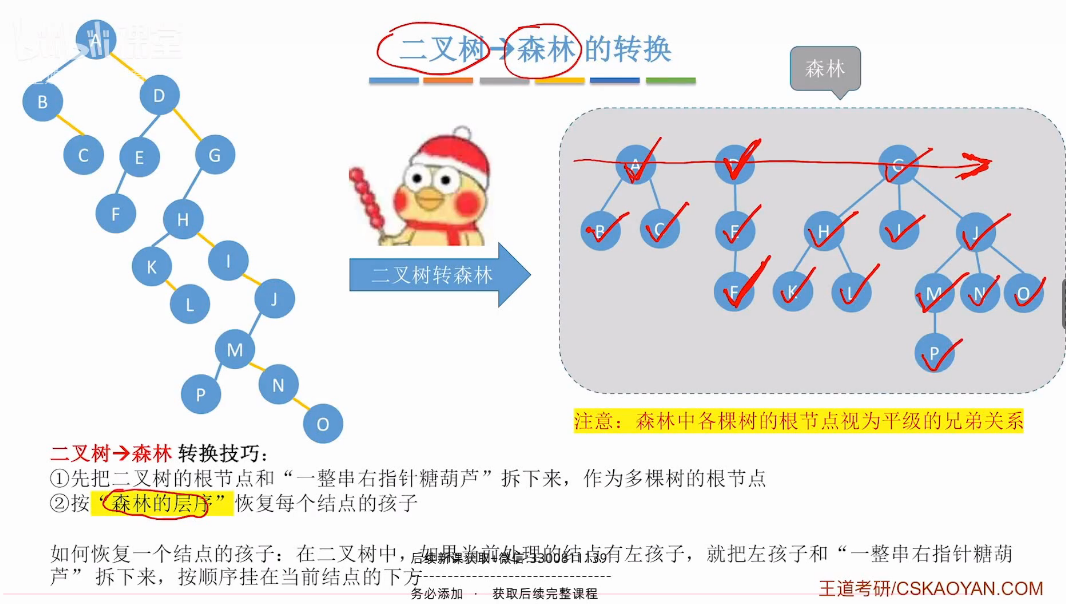 二叉树→森林的转换
森林
A
B D
C E G
F H
K I
L J
M
P N
O
二叉树转森林
A D G
B C E H I J
F K L M N O
P
注意：森林中各棵树的根节点视为平级的兄弟关系
二叉树→森林 转换技巧：
①先把二叉树的根节点和“一整串右指针糖葫芦”拆下来，作为多棵树的根节点
②按“森林的层序”恢复每个结点的孩子
如何恢复一个结点的孩子：在二叉树中，如果当前处理的结点有左孩子，就把左孩子和“一整串右指针糖葫
芦” 拆下来，按顺序挂在当前结点的下方
务必添加 · 获取后续完整课程
王道考研/CSKAOYAN.COM